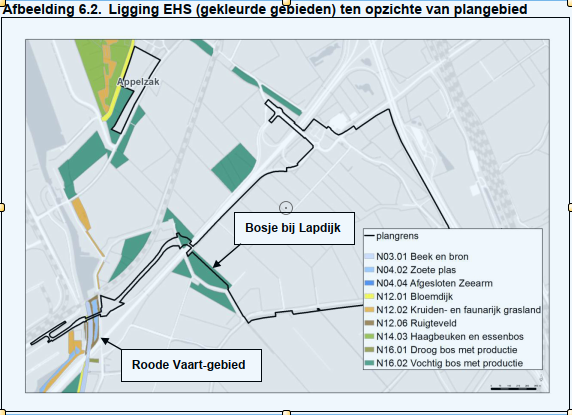 Afbeelding 6.2. Ligging EHS (gekleurde gebieden) ten opzichte van plangebied
Appelzak
Bosje bij Lapdijk
Roode Vaart-gebied
plangrens
N03.01 Beek en bron
N04.02 Zoete plas
N04.04 Afgesloten Zeearm
N12.01 Bloemdijk
N12.02 Kruiden- en faunarijk grasland
N12.06 Ruigteveld
N14.03 Haagbeuken en essenbos
N16.01 Droog bos met productie
N16.02 Vochtig bos met productie